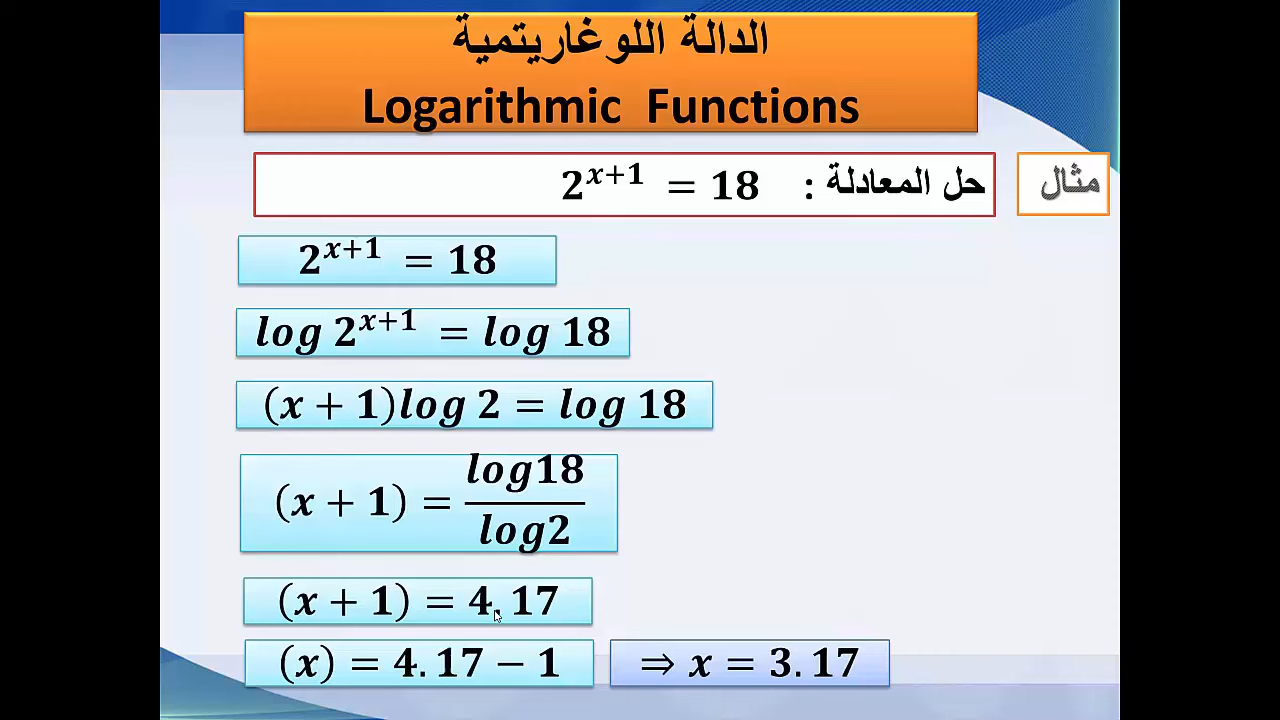 الدالة اللوغاريتمية
Logarithmic Functions
مثال
حل المعادلة : 2^{x+1} = 18
2^{x+1} = 18
log 2^{x+1} = log 18
(x + 1)log 2 = log 18
(x + 1) = \frac{log18}{log2}
(x + 1) = 4.17
(x) = 4.17 − 1 ⇒ x = 3.17